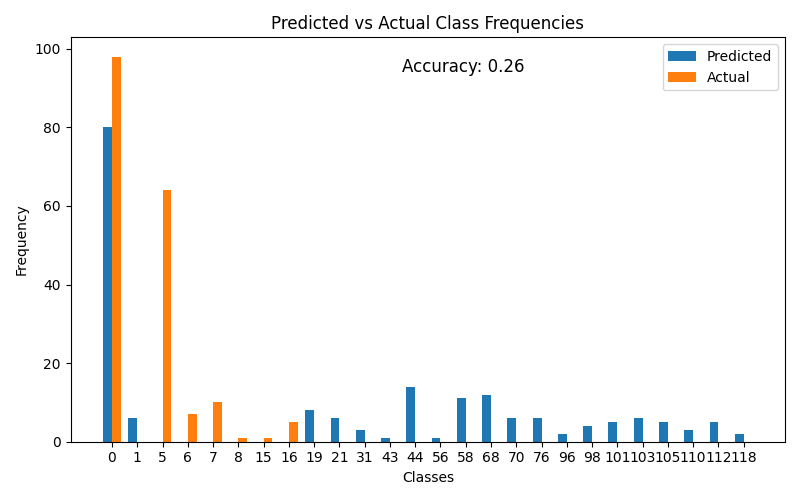 Predicted vs Actual Class Frequencies
Accuracy: 0.26
Predicted
Actual
Frequency
100
80
60
40
20
0
0 1 5 6 7 8 15 16 19 21 31 43 44 56 58 68 70 76 96 98 101 103 105 110 112 118
Classes